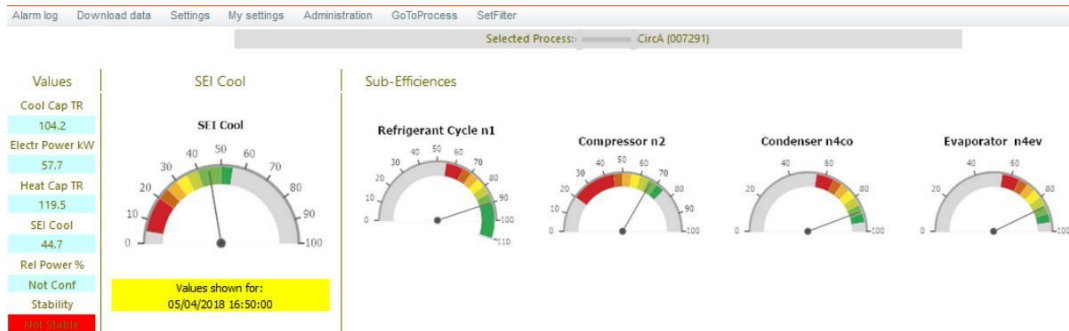 Alarm log Download data Settings My settings Administration GoToProcess SetFilter
Selected Process: CircA (007291)
Values
Cool Cap TR
104.2
Electr Power kW
57.7
Heat Cap TR
119.5
SEI Cool
44.7
Rel Power %
Not Conf
Stability
Not Stable
SEI Cool
SEI Cool
0 10 20 30 40 50 60 70 80 90 100
Values shown for:
05/04/2018 16:50:00
Sub-Efficiences
Refrigerant Cycle n1
0 10 20 30 40 50 60 70 80 90 100 110
Compressor n2
0 10 20 30 40 50 60 70 80 90 100
Condenser n4co
0 20 40 60 80 100
Evaporator n4ev
0 20 40 60 80 100